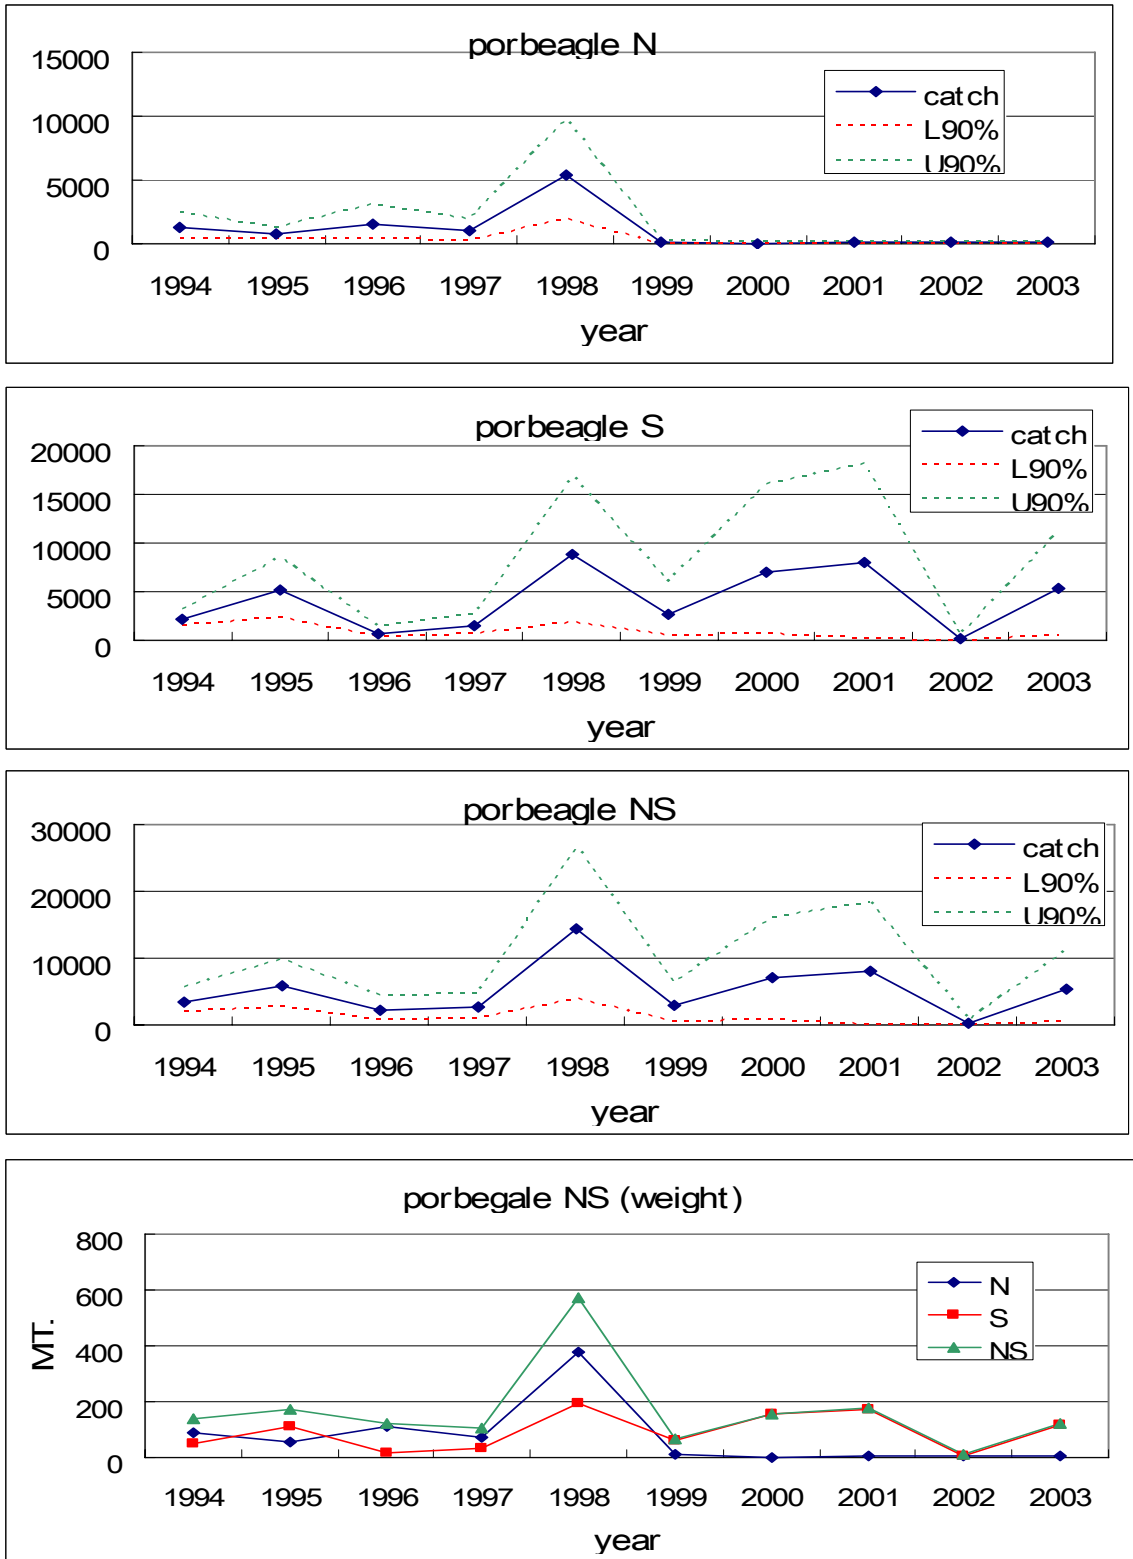 porbeagle N
15000
10000
5000
0
catch
L90%
U90%
1994 1995 1996 1997 1998 1999 2000 2001 2002 2003
year
porbeagle S
20000
15000
10000
5000
0
catch
L90%
U90%
1994 1995 1996 1997 1998 1999 2000 2001 2002 2003
year
porbeagle NS
30000
20000
10000
0
catch
L90%
U90%
1994 1995 1996 1997 1998 1999 2000 2001 2002 2003
year
porbegale NS (weight)
800
600
400
200
0
MT.
N
S
NS
1994 1995 1996 1997 1998 1999 2000 2001 2002 2003
year